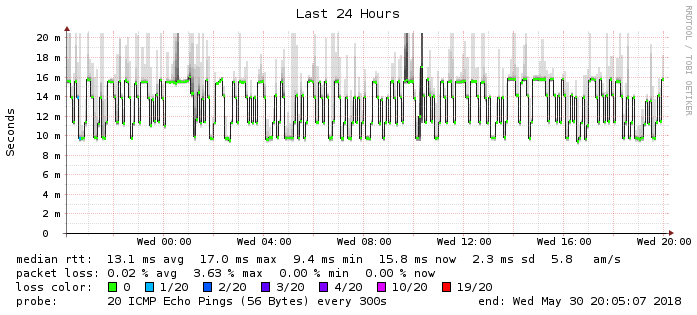 Last 24 Hours
RRDTOOL / TOBI OETIKER
Seconds
20 m
18 m
16 m
14 m
12 m
10 m
8 m
6 m
4 m
2 m
0
Wed 00:00 Wed 04:00 Wed 08:00 Wed 12:00 Wed 16:00 Wed 20:00
median rtt: 13.1 ms avg 17.0 ms max 9.4 ms min 15.8 ms now 2.3 ms sd 5.8 am/s
packet loss: 0.02 % avg 3.63 % max 0.00 % min 0.00 % now
loss color: 0 1/20 2/20 3/20 4/20 10/20 19/20
probe: 20 ICMP Echo Pings (56 Bytes) every 300s end: Wed May 30 20:05:07 2018